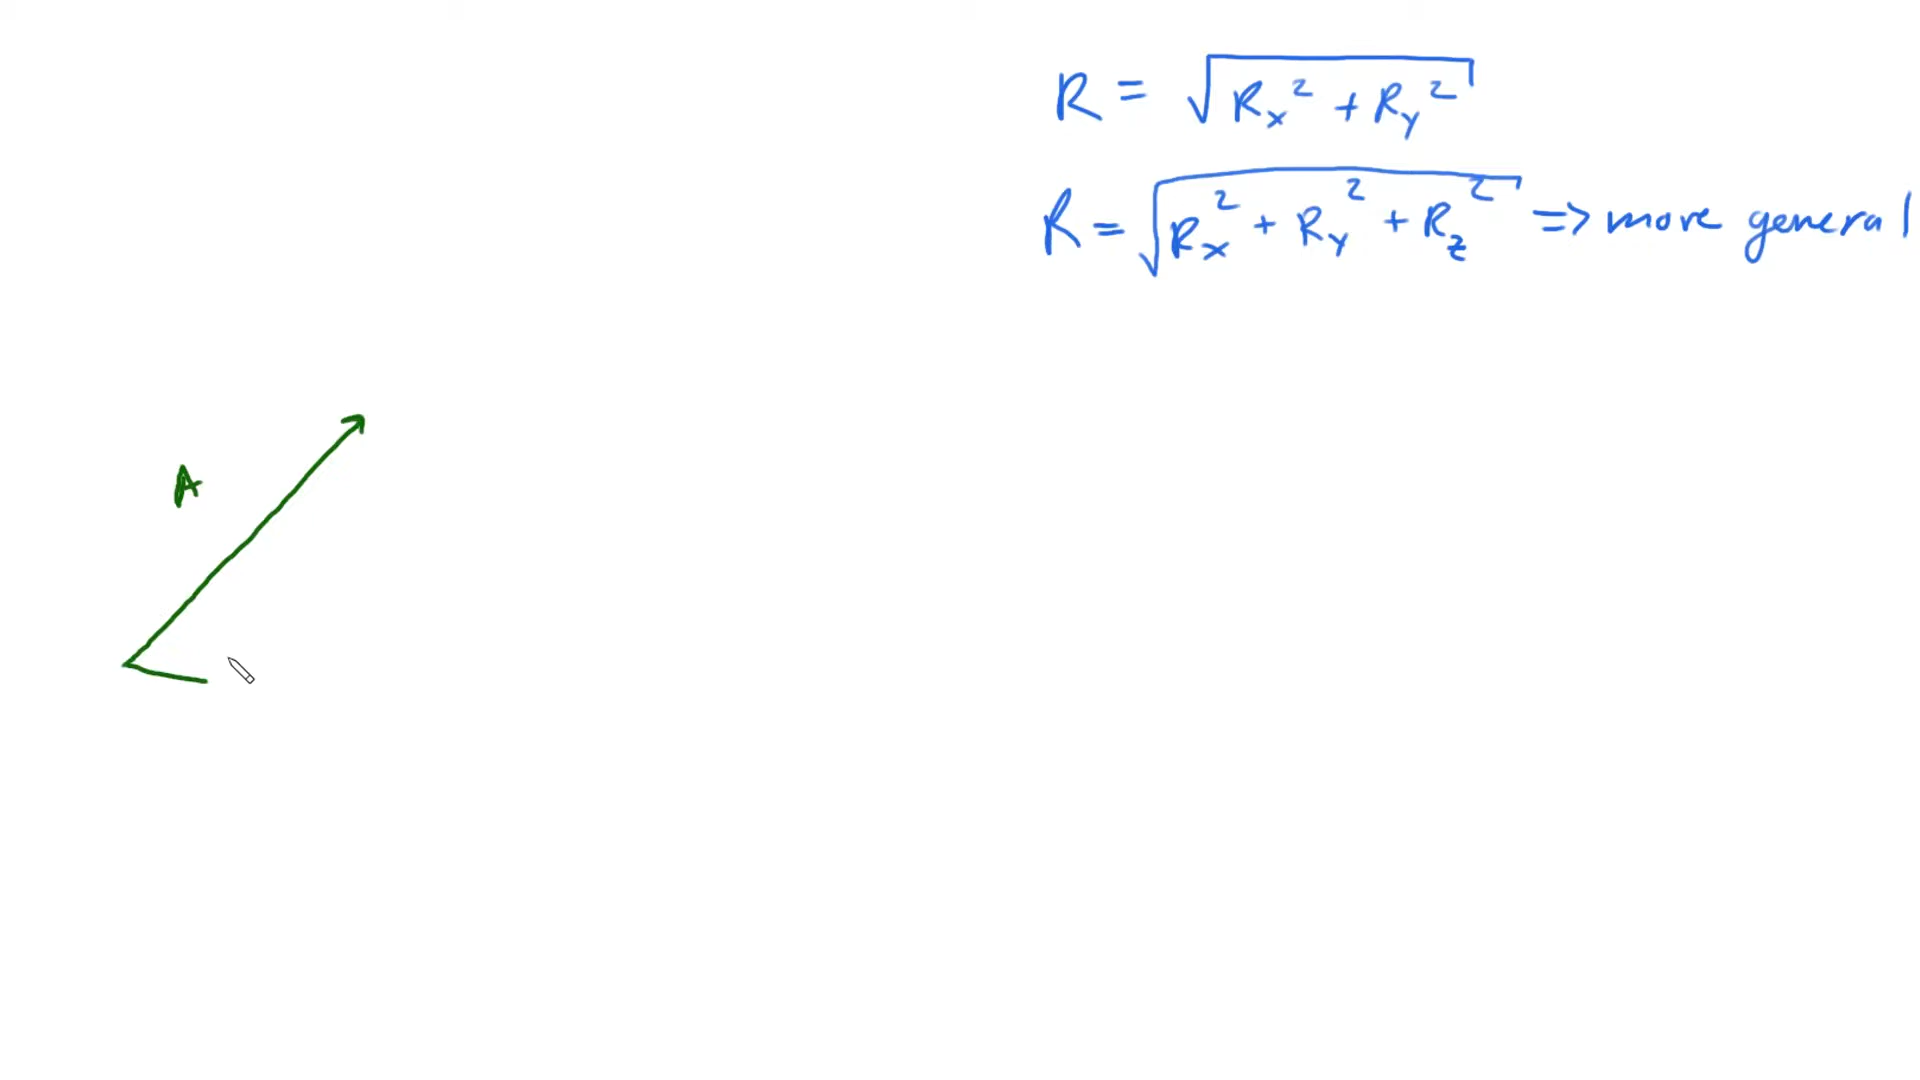 R = √(Rx² + Ry²)
R = √(Rx² + Ry² + Rz²) => more general
A